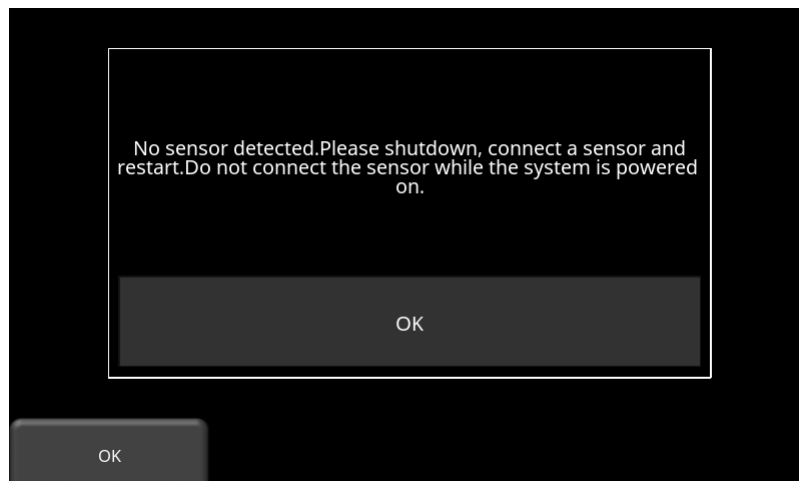 No sensor detected.Please shutdown, connect a sensor and
restart.Do not connect the sensor while the system is powered
on.
OK
OK